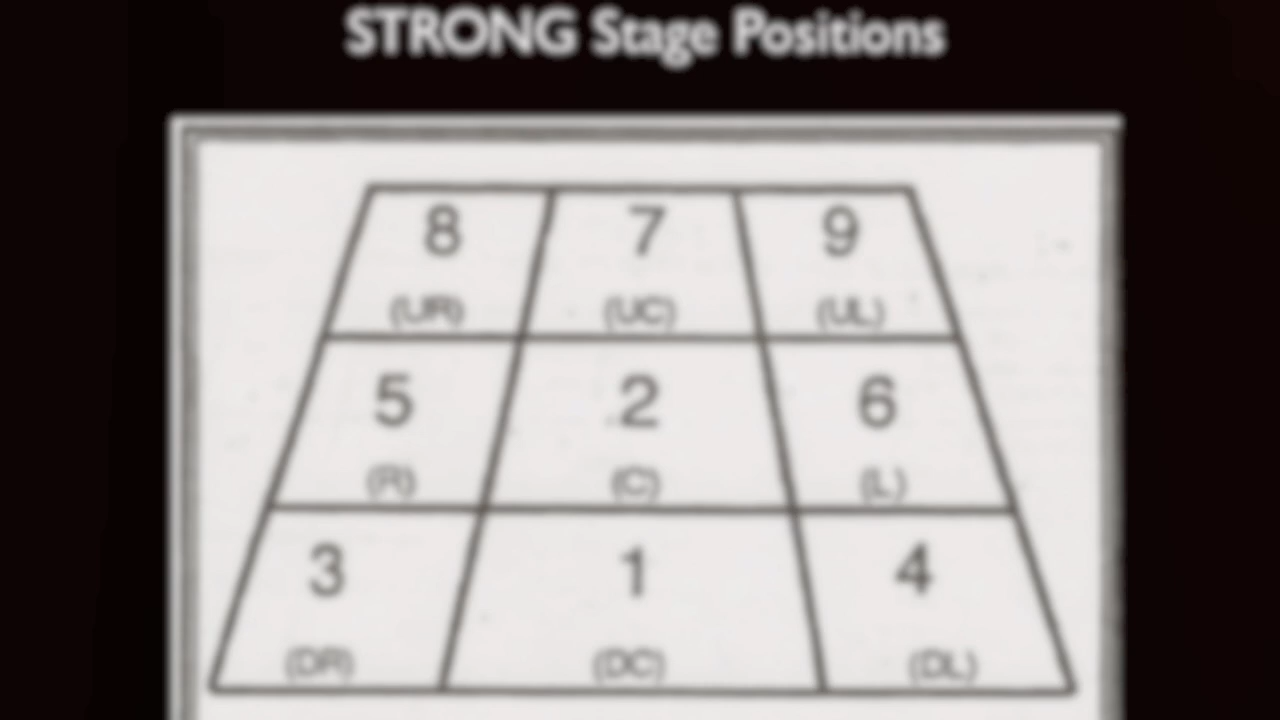 STRONG Stage Positions
8 7 9
(UR) (UC) (UL)
5 2 6
(R) (C) (L)
3 1 4
(DR) (DC) (DL)